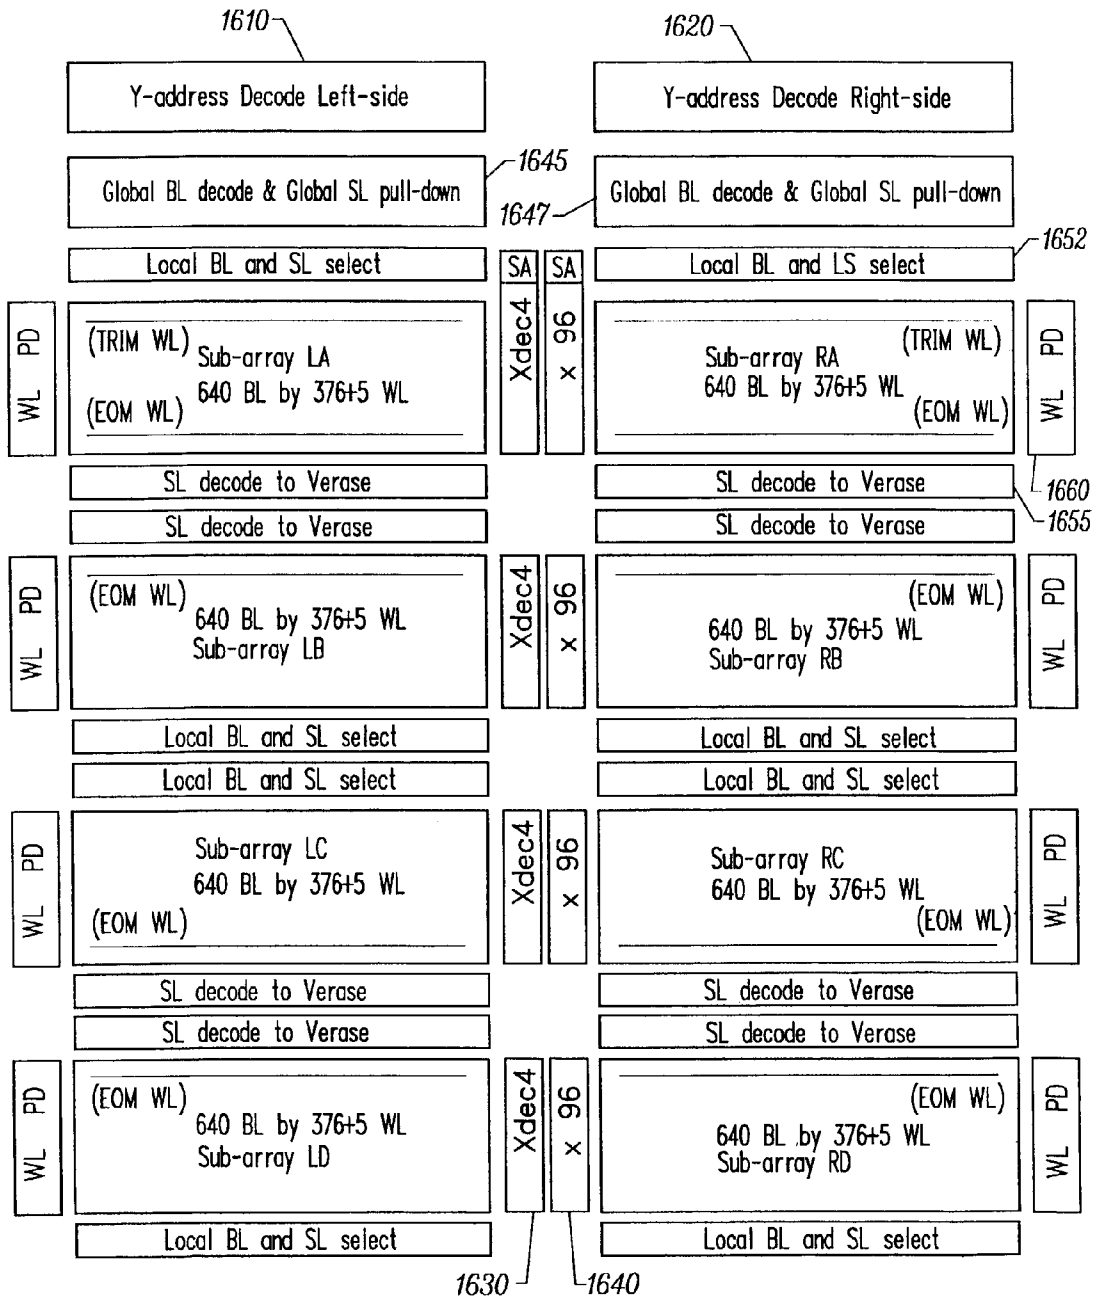 1610
1620
Y-address Decode Left-side
Y-address Decode Right-side
1645
Global BL decode & Global SL pull-down
1647
Global BL decode & Global SL pull-down
1652
Local BL and SL select
SA
SA
Local BL and LS select
WL PD
(TRIM WL)
Sub-array LA
640 BL by 376+5 WL
(EOM WL)
Xdec4
x 96
(TRIM WL)
Sub-array RA
640 BL by 376+5 WL
(EOM WL)
WL PD
1660
SL decode to Verase
SL decode to Verase
1655
SL decode to Verase
SL decode to Verase
WL PD
(EOM WL)
640 BL by 376+5 WL
Sub-array LB
Xdec4
x 96
(EOM WL)
640 BL by 376+5 WL
Sub-array RB
WL PD
Local BL and SL select
Local BL and SL select
Local BL and SL select
Local BL and SL select
WL PD
Sub-array LC
640 BL by 376+5 WL
(EOM WL)
Xdec4
x 96
Sub-array RC
640 BL by 376+5 WL
(EOM WL)
WL PD
SL decode to Verase
SL decode to Verase
SL decode to Verase
SL decode to Verase
WL PD
(EOM WL)
640 BL by 376+5 WL
Sub-array LD
Xdec4
x 96
(EOM WL)
640 BL by 376+5 WL
Sub-array RD
WL PD
Local BL and SL select
Local BL and SL select
1630
1640